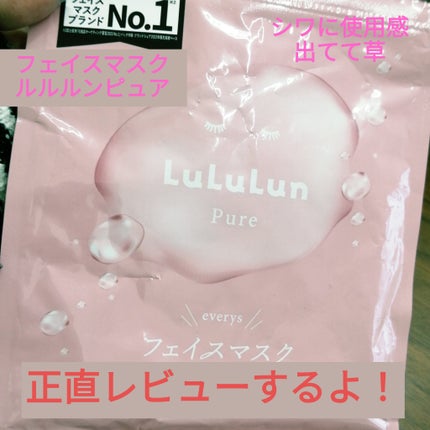 フェイス
マスク
ブランド
No.1
シワに使用感
出てて草
フェイスマスク
ルルルンピュア
LuLuLun
Pure
everys
フェイスマスク
正直レビューするよ！